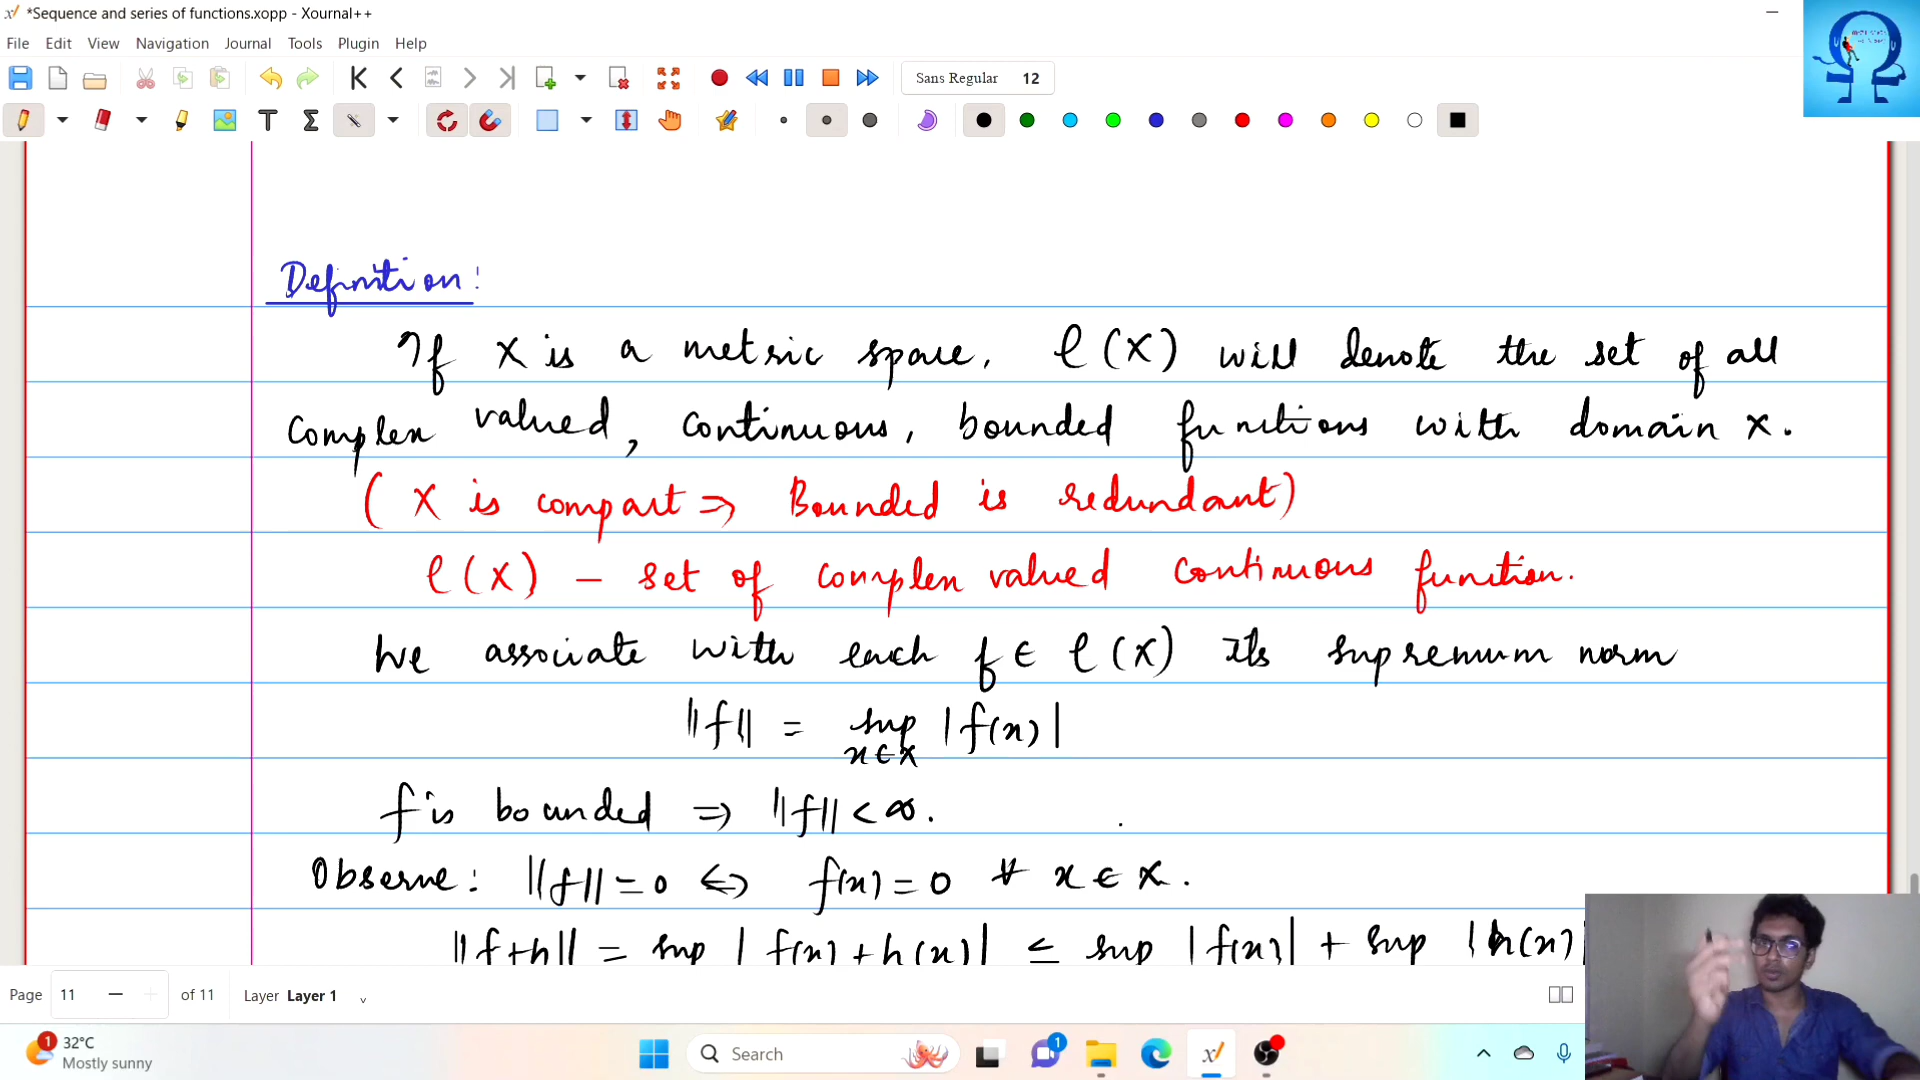 *Sequence and series of functions.xopp - Xournal++
File Edit View Navigation Journal Tools Plugin Help
Sans Regular 12
Definition:
If X is a metric space, ℓ(X) will denote the set of all
complex valued, continuous, bounded functions with domain X.
(X is compact ⇒ Bounded is redundant)
ℓ(X) – set of complex valued continuous function.
We associate with each f ∈ ℓ(X) its supremum norm
||f|| = sup |f(x)|
x∈X
f is bounded ⇒ ||f|| < ∞.
Observe: ||f|| = 0 ⇔ f(x) = 0 ∀ x ∈ X.
||f+h|| = sup |f(x) + h(x)| ≤ sup |f(x)| + sup |h(x)|
Page 11 of 11 Layer Layer 1
1 32°C
Mostly sunny
Search
1